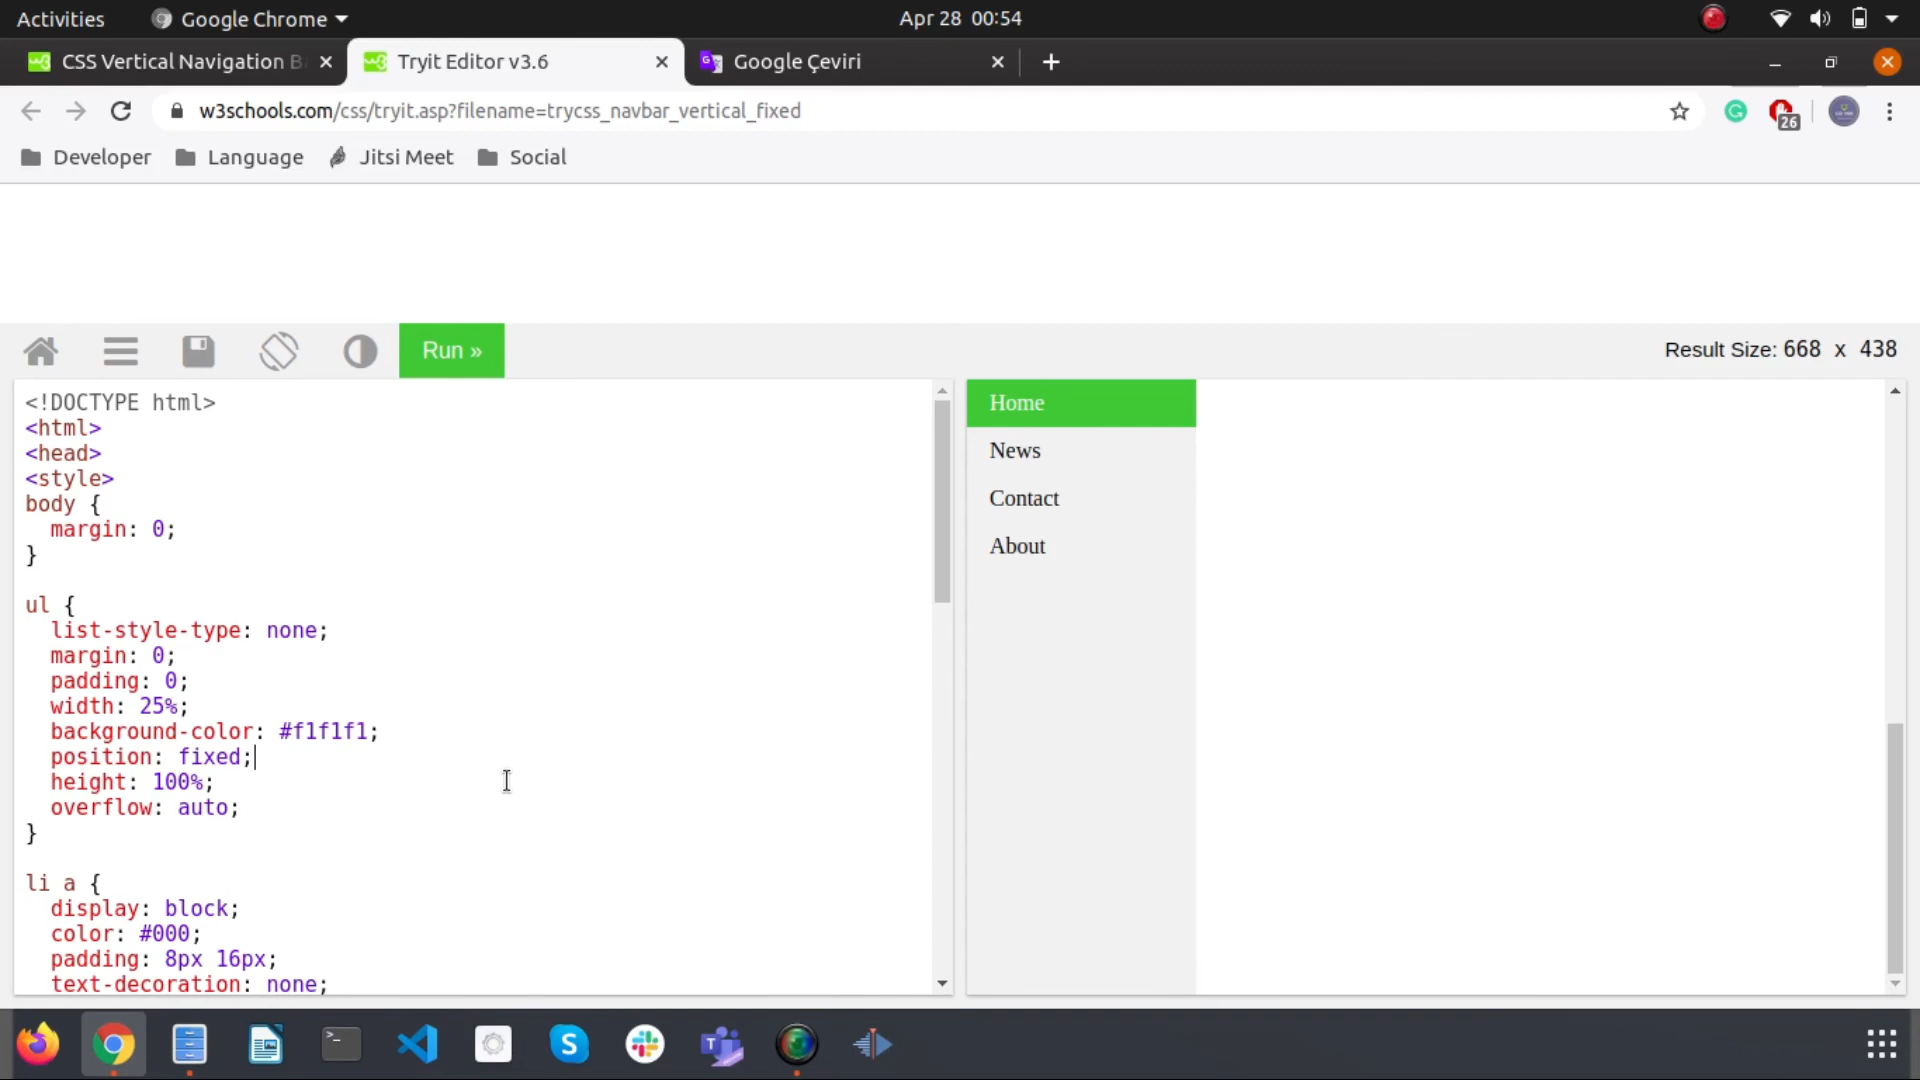 Activities
Google Chrome
Apr 28 00:54
CSS Vertical Navigation B
Tryit Editor v3.6
Google Çeviri
w3schools.com/css/tryit.asp?filename=trycss_navbar_vertical_fixed
26
Developer
Language
Jitsi Meet
Social
Run »
Result Size: 668 x 438
<!DOCTYPE html>
<html>
<head>
<style>
body {
margin: 0;
}
ul {
list-style-type: none;
margin: 0;
padding: 0;
width: 25%;
background-color: #f1f1f1;
position: fixed;
height: 100%;
overflow: auto;
}
li a {
display: block;
color: #000;
padding: 8px 16px;
text-decoration: none;
Home
News
Contact
About